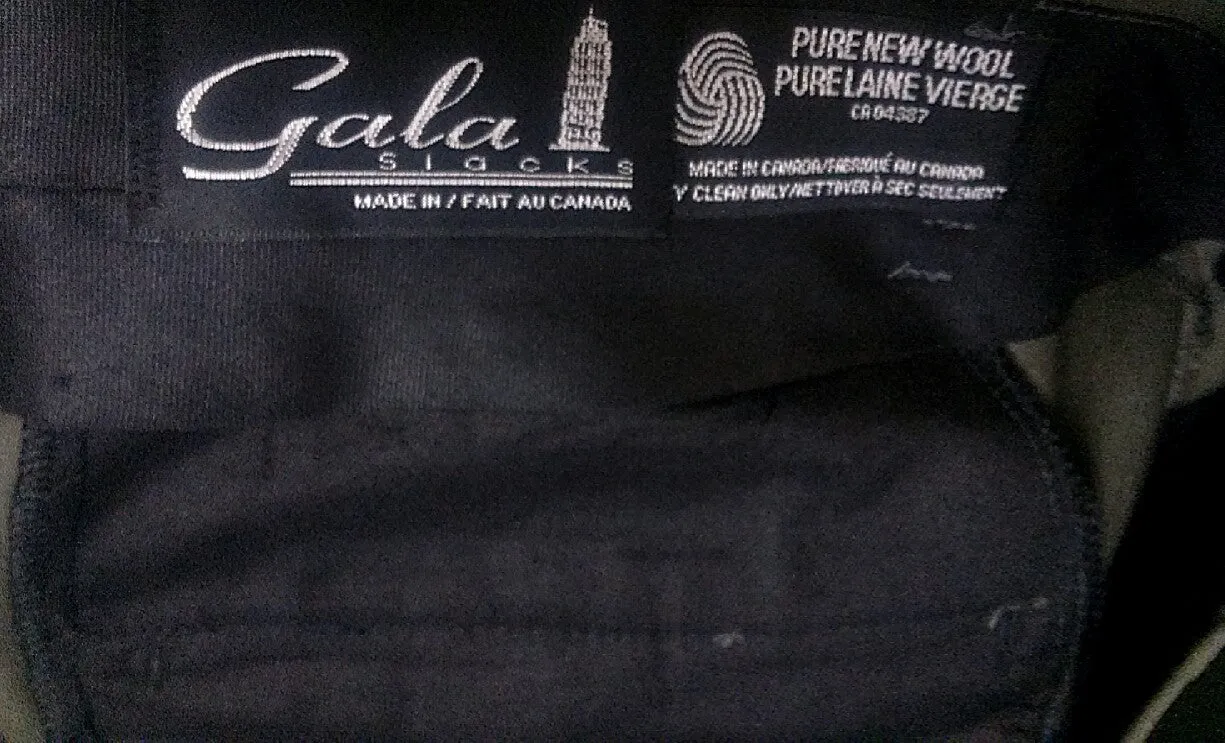 Gala
Slacks
MADE IN / FAIT AU CANADA
PURE NEW WOOL
PURE LAINE VIERGE
CA 04387
MADE IN CANADA/FABRIQUÉ AU CANADA
Y CLEAN ONLY/NETTOYER À SEC SEULEMENT